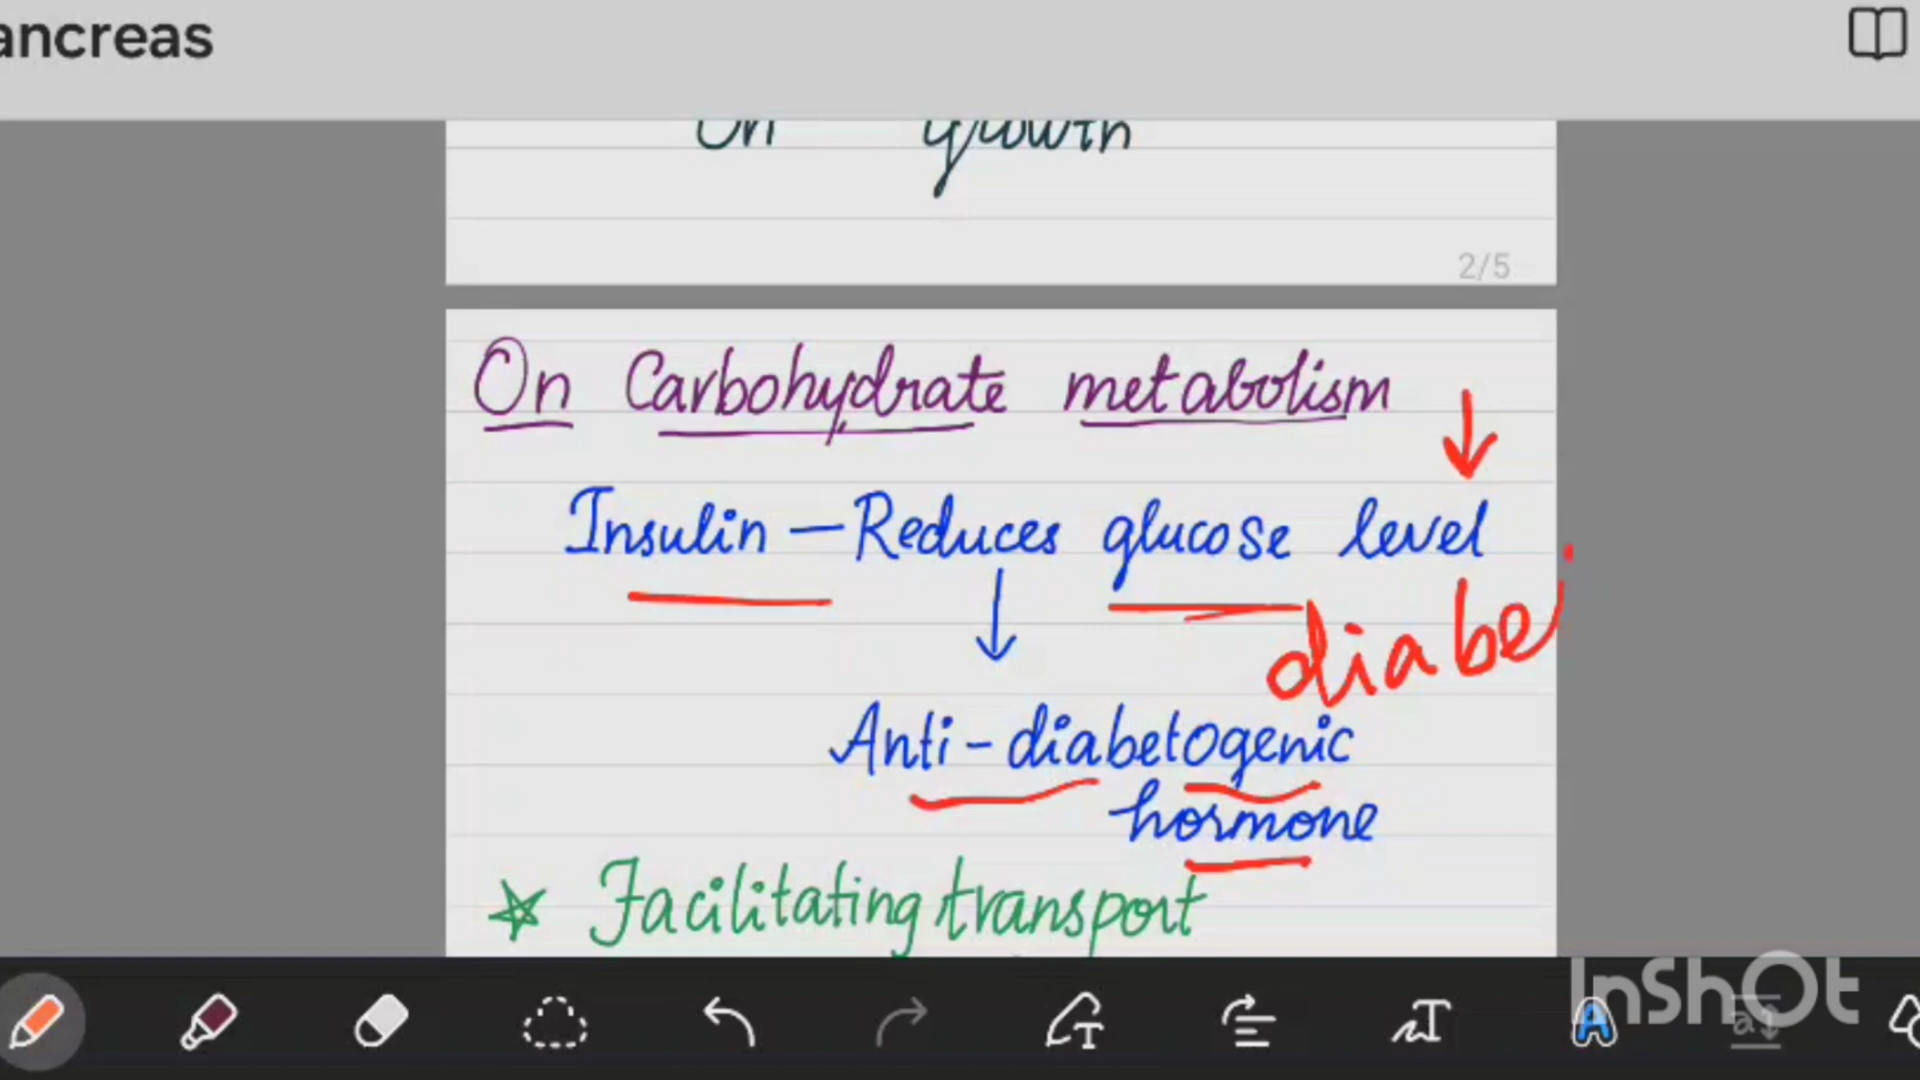 ancreas
On growth
2/5
On Carbohydrate metabolism
Insulin – Reduces glucose level
diabe
Anti-diabetogenic
hormone
☆ Facilitating transport
InShOt